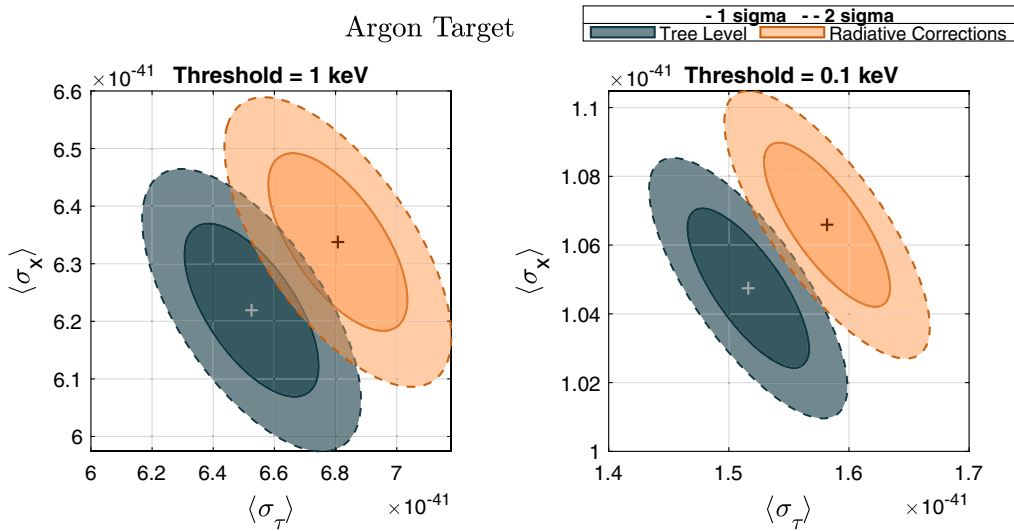 Argon Target
- 1 sigma - - 2 sigma
Tree Level Radiative Corrections
×10⁻⁴¹ Threshold = 1 keV
6.6
6.5
6.4
6.3
6.2
6.1
6
⟨σₓ⟩
6 6.2 6.4 6.6 6.8 7
⟨σ_τ⟩ ×10⁻⁴¹
×10⁻⁴¹ Threshold = 0.1 keV
1.1
1.08
1.06
1.04
1.02
1
⟨σₓ⟩
1.4 1.5 1.6 1.7
⟨σ_τ⟩ ×10⁻⁴¹